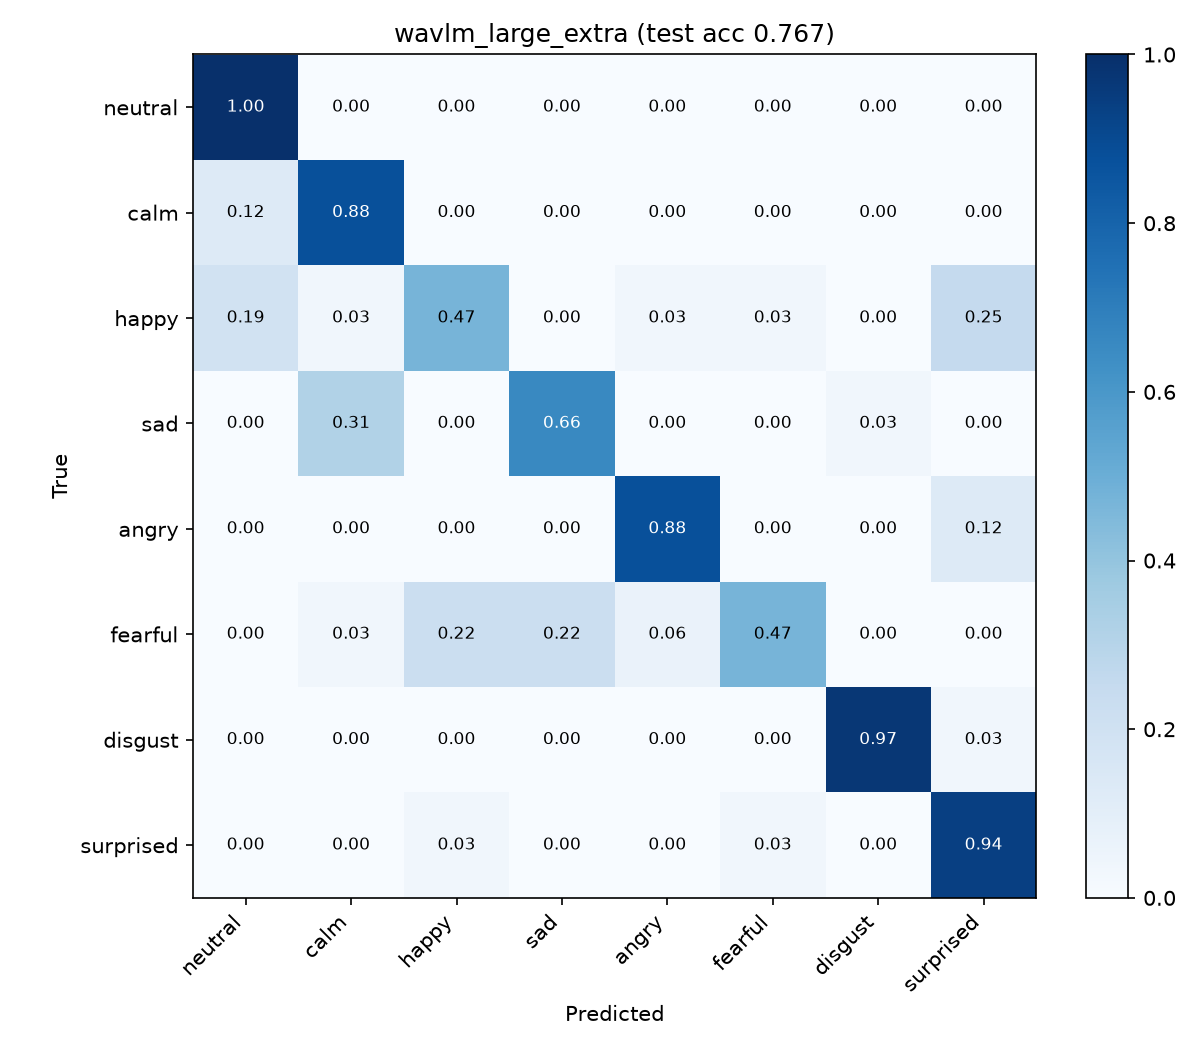 wavlm_large_extra (test acc 0.767)
neutral 1.00 0.00 0.00 0.00 0.00 0.00 0.00 0.00
calm 0.12 0.88 0.00 0.00 0.00 0.00 0.00 0.00
happy 0.19 0.03 0.47 0.00 0.03 0.03 0.00 0.25
sad 0.00 0.31 0.00 0.66 0.00 0.00 0.03 0.00
angry 0.00 0.00 0.00 0.00 0.88 0.00 0.00 0.12
fearful 0.00 0.03 0.22 0.22 0.06 0.47 0.00 0.00
disgust 0.00 0.00 0.00 0.00 0.00 0.00 0.97 0.03
surprised 0.00 0.00 0.03 0.00 0.00 0.03 0.00 0.94
True
neutral calm happy sad angry fearful disgust surprised
Predicted
1.0
0.8
0.6
0.4
0.2
0.0